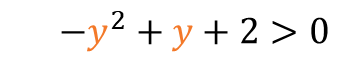 −y² + y + 2 > 0